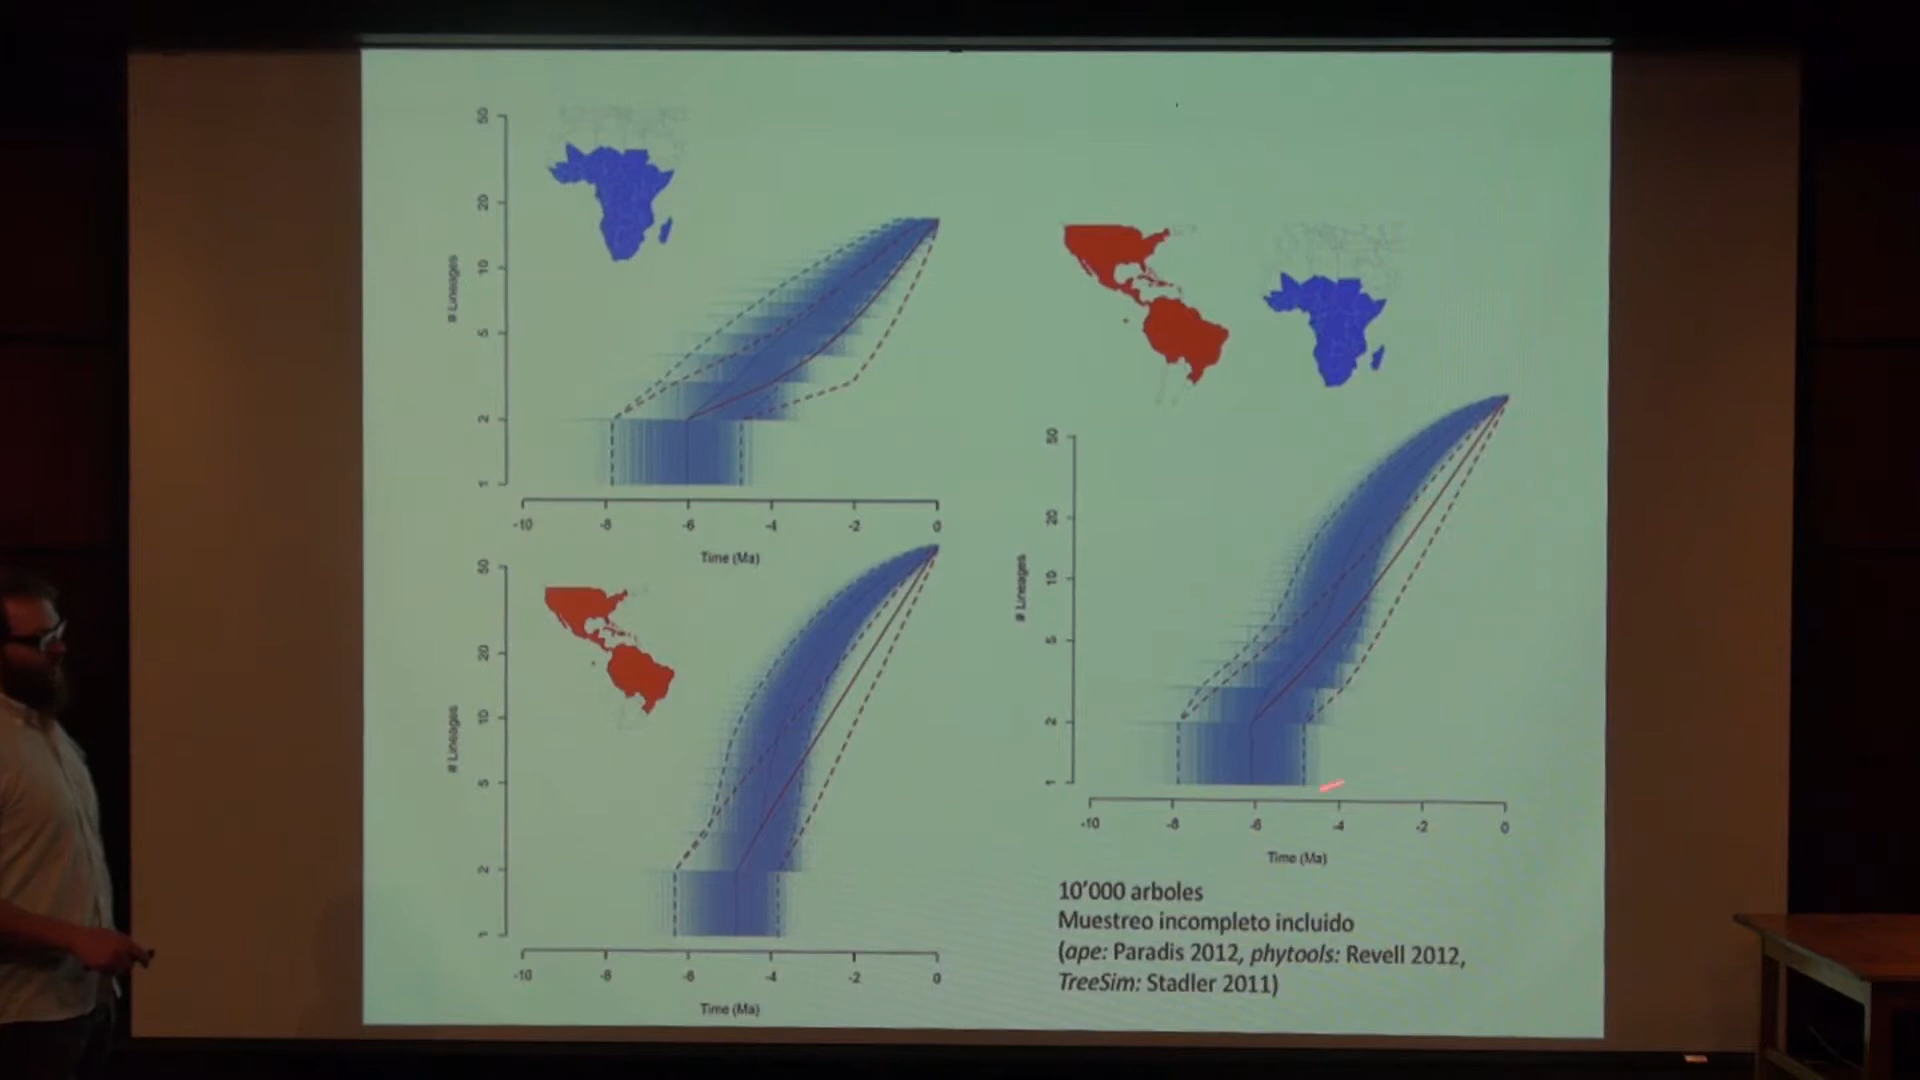 50
20
10
5
2
1
# Lineages
-10 -8 -6 -4 -2 0
Time (Ma)
50
20
10
5
2
1
# Lineages
-10 -8 -6 -4 -2 0
Time (Ma)
50
20
10
5
2
1
# Lineages
-10 -8 -6 -4 -2 0
Time (Ma)
10'000 arboles
Muestreo incompleto incluido
(ape: Paradis 2012, phytools: Revell 2012,
TreeSim: Stadler 2011)